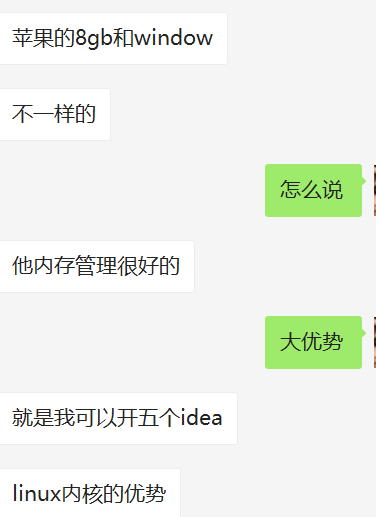 苹果的8gb和window
不一样的
怎么说
他内存管理很好的
大优势
就是我可以开五个idea
linux内核的优势